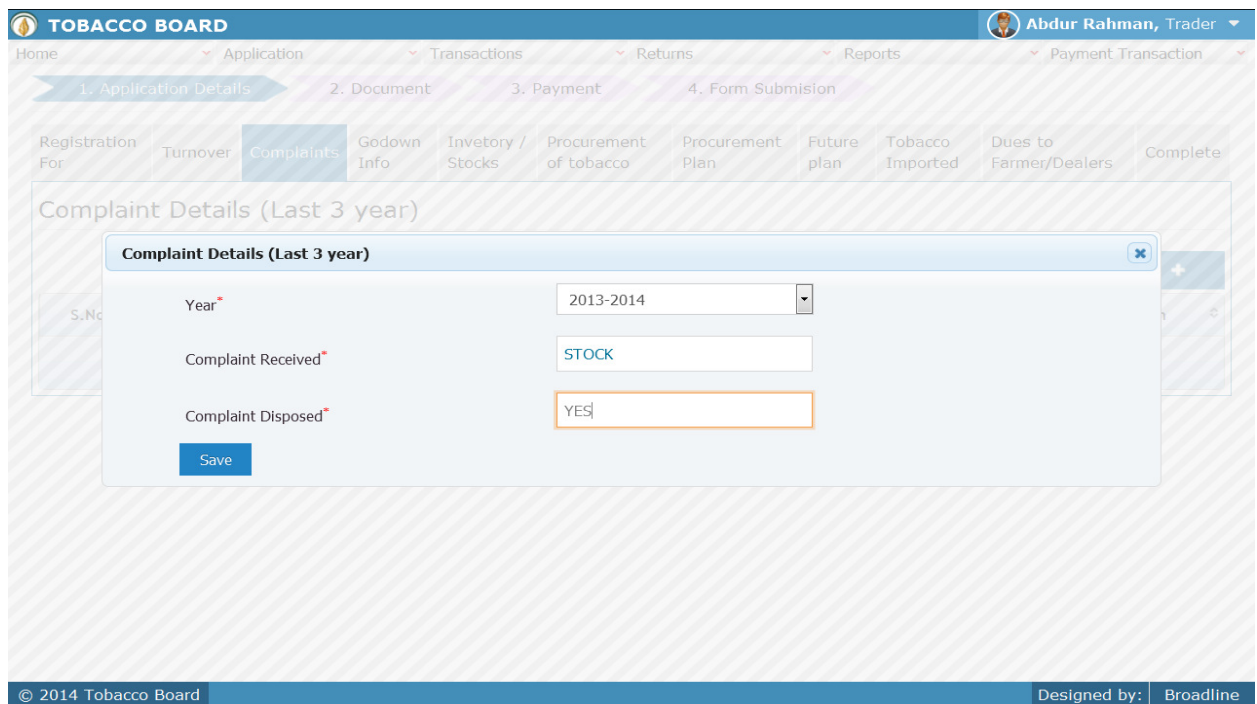 TOBACCO BOARD
Abdur Rahman, Trader
Home Application Transactions Returns Reports Payment Transaction
1. Application Details 2. Document 3. Payment 4. Form Submision
Registration For Turnover Complaints Godown Info Invetory / Stocks Procurement of tobacco Procurement Plan Future plan Tobacco Imported Dues to Farmer/Dealers Complete
Complaint Details (Last 3 year)
Complaint Details (Last 3 year)
S.No
Year* 2013-2014
Complaint Received* STOCK
Complaint Disposed* YES
Save
© 2014 Tobacco Board
Designed by: Broadline